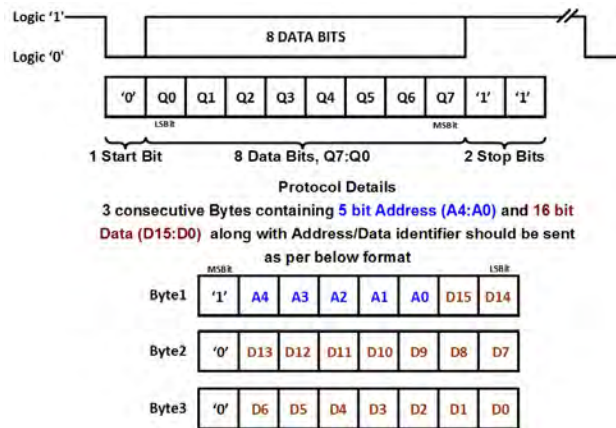 Logic ‘1’
8 DATA BITS
Logic ‘0’
‘0’ Q0 Q1 Q2 Q3 Q4 Q5 Q6 Q7 ‘1’ ‘1’
LSBit MSBit
1 Start Bit 8 Data Bits, Q7:Q0 2 Stop Bits
Protocol Details
3 consecutive Bytes containing 5 bit Address (A4:A0) and 16 bit
Data (D15:D0) along with Address/Data identifier should be sent
as per below format
MSBit LSBit
Byte1 ‘1’ A4 A3 A2 A1 A0 D15 D14
Byte2 ‘0’ D13 D12 D11 D10 D9 D8 D7
Byte3 ‘0’ D6 D5 D4 D3 D2 D1 D0